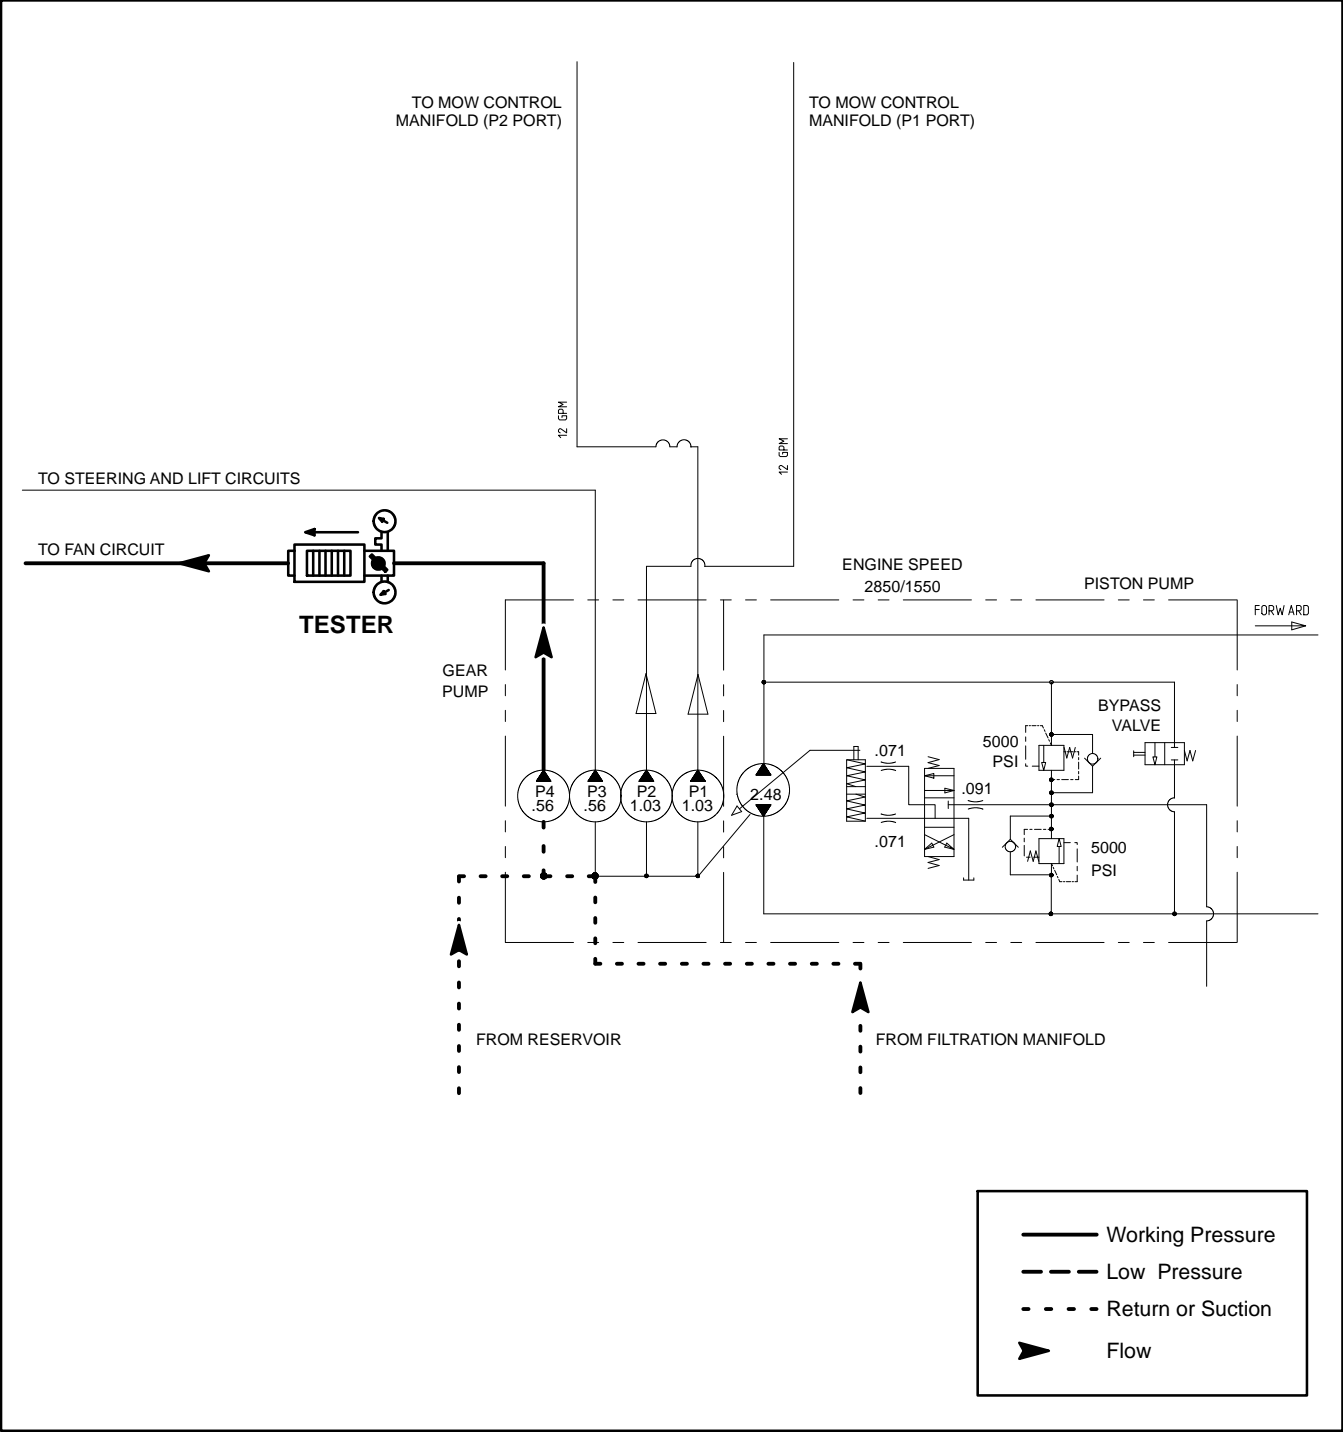 TO MOW CONTROL
MANIFOLD (P2 PORT)
TO MOW CONTROL
MANIFOLD (P1 PORT)
12 GPM
12 GPM
TO STEERING AND LIFT CIRCUITS
TO FAN CIRCUIT
TESTER
ENGINE SPEED
2850/1550
PISTON PUMP
FORW ARD
GEAR
PUMP
BYPASS
VALVE
5000
PSI
.071
.091
P4
.56
P3
.56
P2
1.03
P1
1.03
2.48
.071
5000
PSI
FROM RESERVOIR
FROM FILTRATION MANIFOLD
Working Pressure
Low Pressure
Return or Suction
Flow